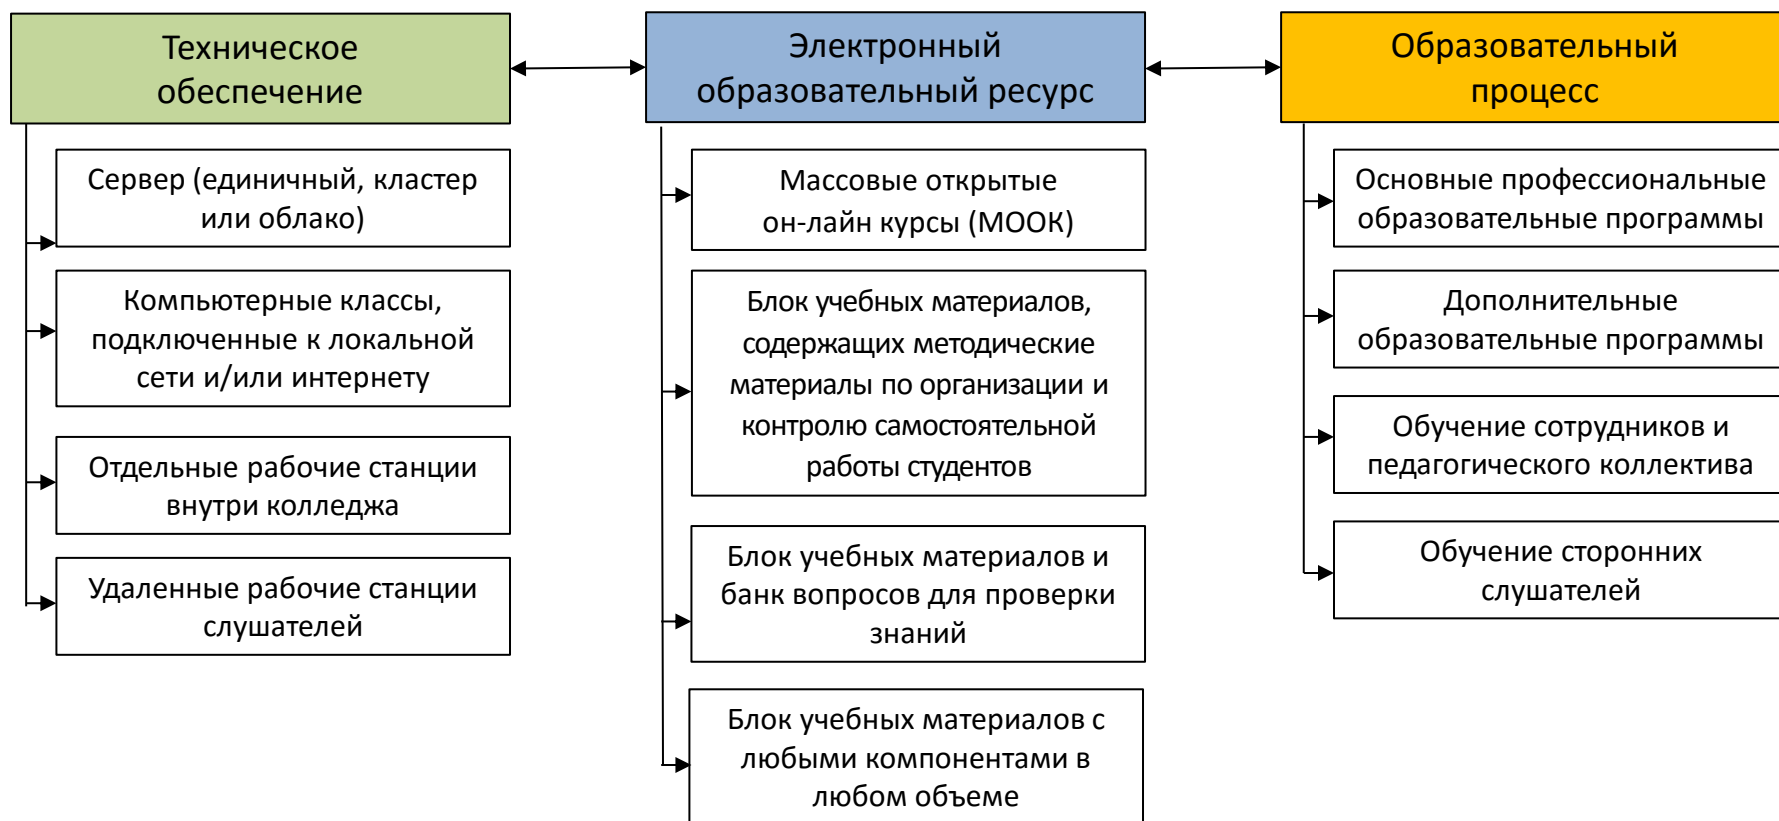 Техническое
обеспечение
Сервер (единичный, кластер
или облако)
Компьютерные классы,
подключенные к локальной
сети и/или интернету
Отдельные рабочие станции
внутри колледжа
Удаленные рабочие станции
слушателей
Электронный
образовательный ресурс
Массовые открытые
он-лайн курсы (МООК)
Блок учебных материалов,
содержащих методические
материалы по организации и
контролю самостоятельной
работы студентов
Блок учебных материалов и
банк вопросов для проверки
знаний
Блок учебных материалов с
любыми компонентами в
любом объеме
Образовательный
процесс
Основные профессиональные
образовательные программы
Дополнительные
образовательные программы
Обучение сотрудников и
педагогического коллектива
Обучение сторонних
слушателей